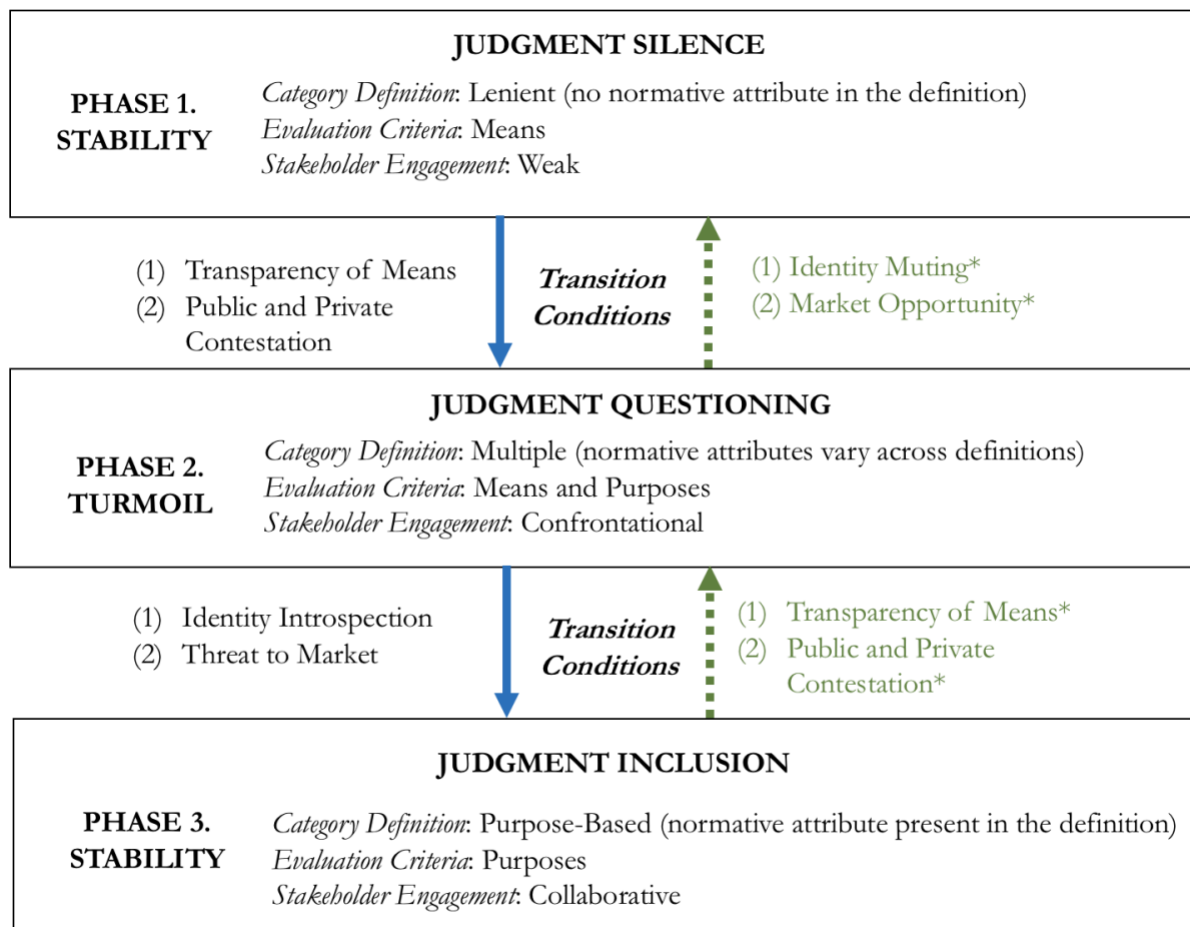 JUDGMENT SILENCE
PHASE 1.
STABILITY
Category Definition: Lenient (no normative attribute in the definition)
Evaluation Criteria: Means
Stakeholder Engagement: Weak
(1) Transparency of Means
(2) Public and Private
Contestation
Transition
Conditions
(1) Identity Muting*
(2) Market Opportunity*
JUDGMENT QUESTIONING
PHASE 2.
TURMOIL
Category Definition: Multiple (normative attributes vary across definitions)
Evaluation Criteria: Means and Purposes
Stakeholder Engagement: Confrontational
(1) Identity Introspection
(2) Threat to Market
Transition
Conditions
(1) Transparency of Means*
(2) Public and Private
Contestation*
JUDGMENT INCLUSION
PHASE 3.
STABILITY
Category Definition: Purpose-Based (normative attribute present in the definition)
Evaluation Criteria: Purposes
Stakeholder Engagement: Collaborative